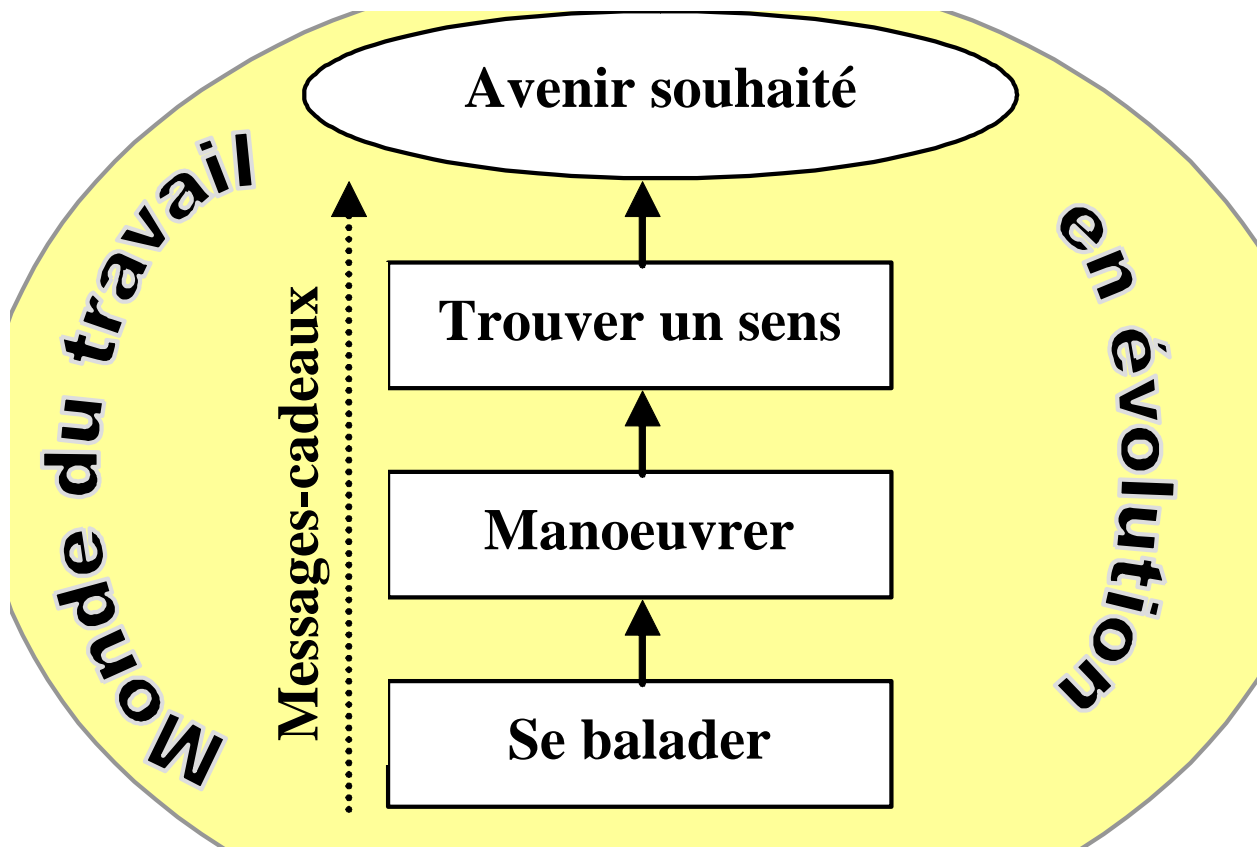 Avenir souhaité
Monde du travail
en évolution
Messages-cadeaux
Trouver un sens
Manoeuvrer
Se balader